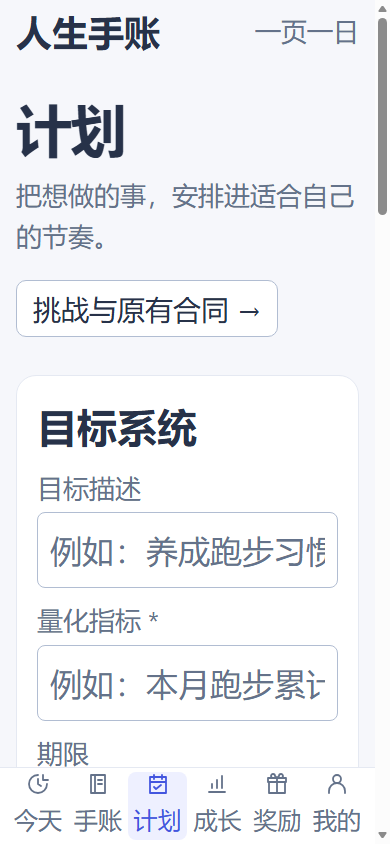 人生手账
一页一日
计划
把想做的事，安排进适合自己
的节奏。
挑战与原有合同 →
目标系统
目标描述
例如：养成跑步习惯
量化指标 *
例如：本月跑步累计
期限
今天
手账
计划
成长
奖励
我的